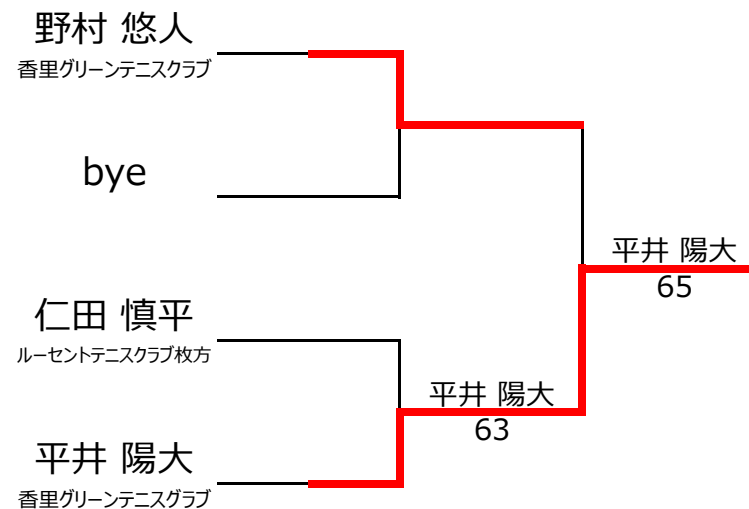 野村 悠人
香里グリーンテニスクラブ
bye
仁田 慎平
ルーセントテニスクラブ枚方
平井 陽大
香里グリーンテニスグラブ
平井 陽大
63
平井 陽大
65